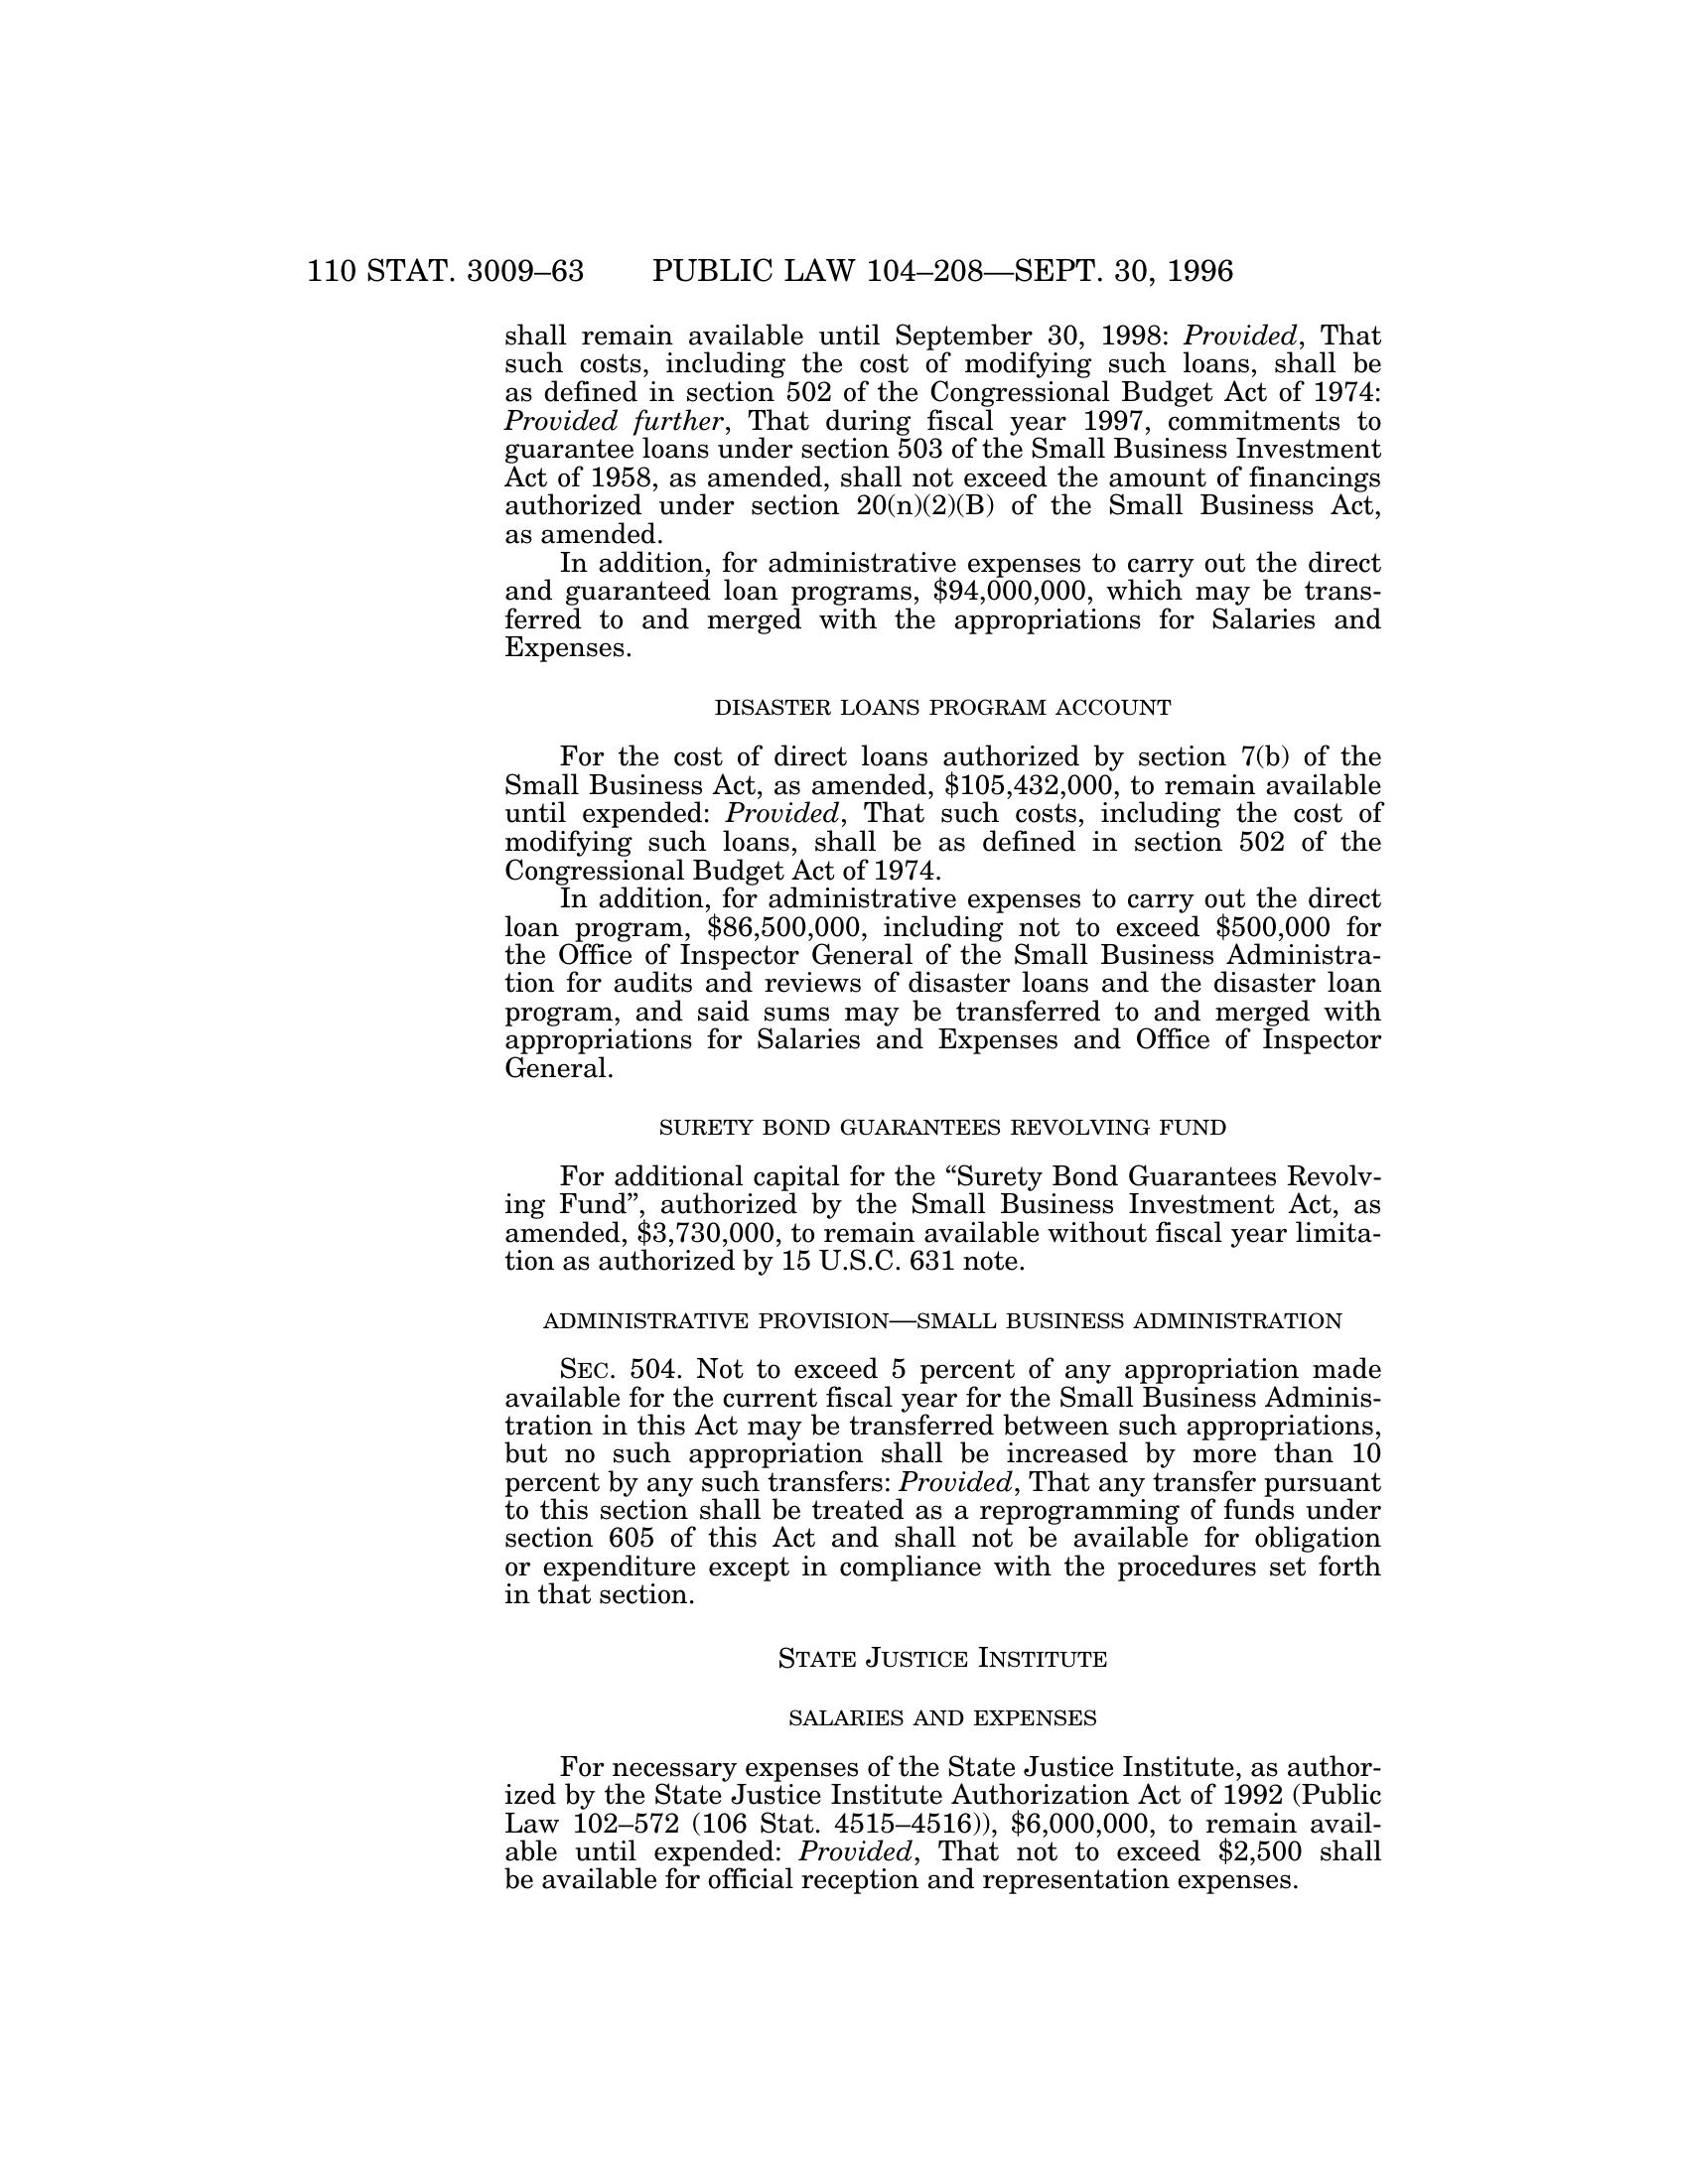 110 STAT. 3009–63 PUBLIC LAW 104–208—SEPT. 30, 1996
shall remain available until September 30, 1998: Provided, That
such costs, including the cost of modifying such loans, shall be
as defined in section 502 of the Congressional Budget Act of 1974:
Provided further, That during fiscal year 1997, commitments to
guarantee loans under section 503 of the Small Business Investment
Act of 1958, as amended, shall not exceed the amount of financings
authorized under section 20(n)(2)(B) of the Small Business Act,
as amended.
In addition, for administrative expenses to carry out the direct
and guaranteed loan programs, $94,000,000, which may be trans-
ferred to and merged with the appropriations for Salaries and
Expenses.
DISASTER LOANS PROGRAM ACCOUNT
For the cost of direct loans authorized by section 7(b) of the
Small Business Act, as amended, $105,432,000, to remain available
until expended: Provided, That such costs, including the cost of
modifying such loans, shall be as defined in section 502 of the
Congressional Budget Act of 1974.
In addition, for administrative expenses to carry out the direct
loan program, $86,500,000, including not to exceed $500,000 for
the Office of Inspector General of the Small Business Administra-
tion for audits and reviews of disaster loans and the disaster loan
program, and said sums may be transferred to and merged with
appropriations for Salaries and Expenses and Office of Inspector
General.
SURETY BOND GUARANTEES REVOLVING FUND
For additional capital for the “Surety Bond Guarantees Revolv-
ing Fund”, authorized by the Small Business Investment Act, as
amended, $3,730,000, to remain available without fiscal year limita-
tion as authorized by 15 U.S.C. 631 note.
ADMINISTRATIVE PROVISION—SMALL BUSINESS ADMINISTRATION
SEC. 504. Not to exceed 5 percent of any appropriation made
available for the current fiscal year for the Small Business Adminis-
tration in this Act may be transferred between such appropriations,
but no such appropriation shall be increased by more than 10
percent by any such transfers: Provided, That any transfer pursuant
to this section shall be treated as a reprogramming of funds under
section 605 of this Act and shall not be available for obligation
or expenditure except in compliance with the procedures set forth
in that section.
STATE JUSTICE INSTITUTE
SALARIES AND EXPENSES
For necessary expenses of the State Justice Institute, as author-
ized by the State Justice Institute Authorization Act of 1992 (Public
Law 102–572 (106 Stat. 4515–4516)), $6,000,000, to remain avail-
able until expended: Provided, That not to exceed $2,500 shall
be available for official reception and representation expenses.